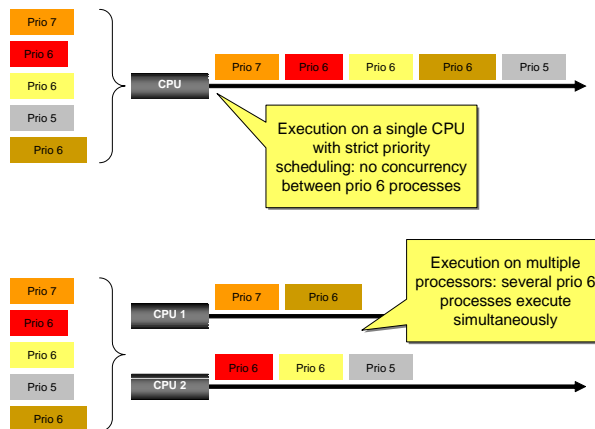 Prio 7
Prio 6
Prio 6
Prio 5
Prio 6
CPU
Prio 7
Prio 6
Prio 6
Prio 6
Prio 5
Execution on a single CPU
with strict priority
scheduling: no concurrency
between prio 6 processes
Prio 7
Prio 6
Prio 6
Prio 5
Prio 6
CPU 1
Prio 7
Prio 6
Execution on multiple
processors: several prio 6
processes execute
simultaneously
CPU 2
Prio 6
Prio 6
Prio 5